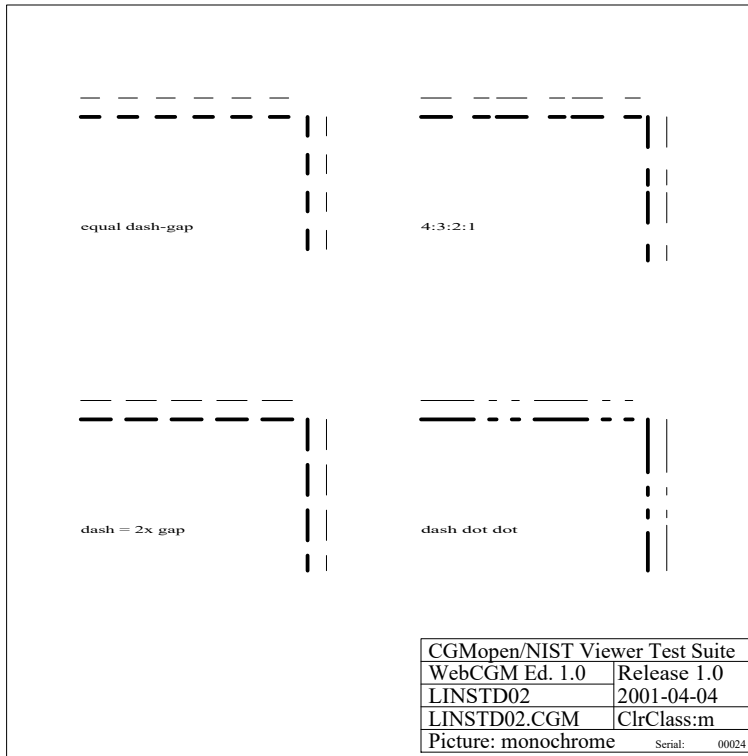 equal dash-gap
4:3:2:1
dash = 2x gap
dash dot dot
CGMopen/NIST Viewer Test Suite
WebCGM Ed. 1.0 Release 1.0
LINSTD02 2001-04-04
LINSTD02.CGM ClrClass:m
Picture: monochrome Serial: 00024